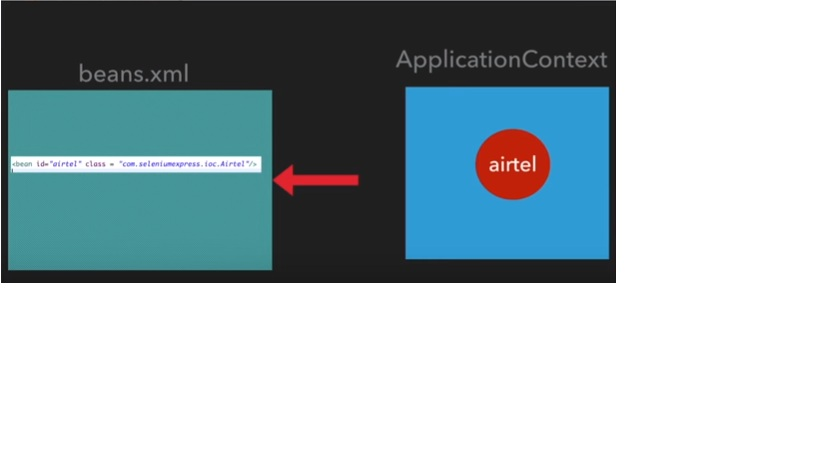 beans.xml
<bean id="airtel" class = "com.seleniumexpress.ioc.Airtel"/>
ApplicationContext
airtel